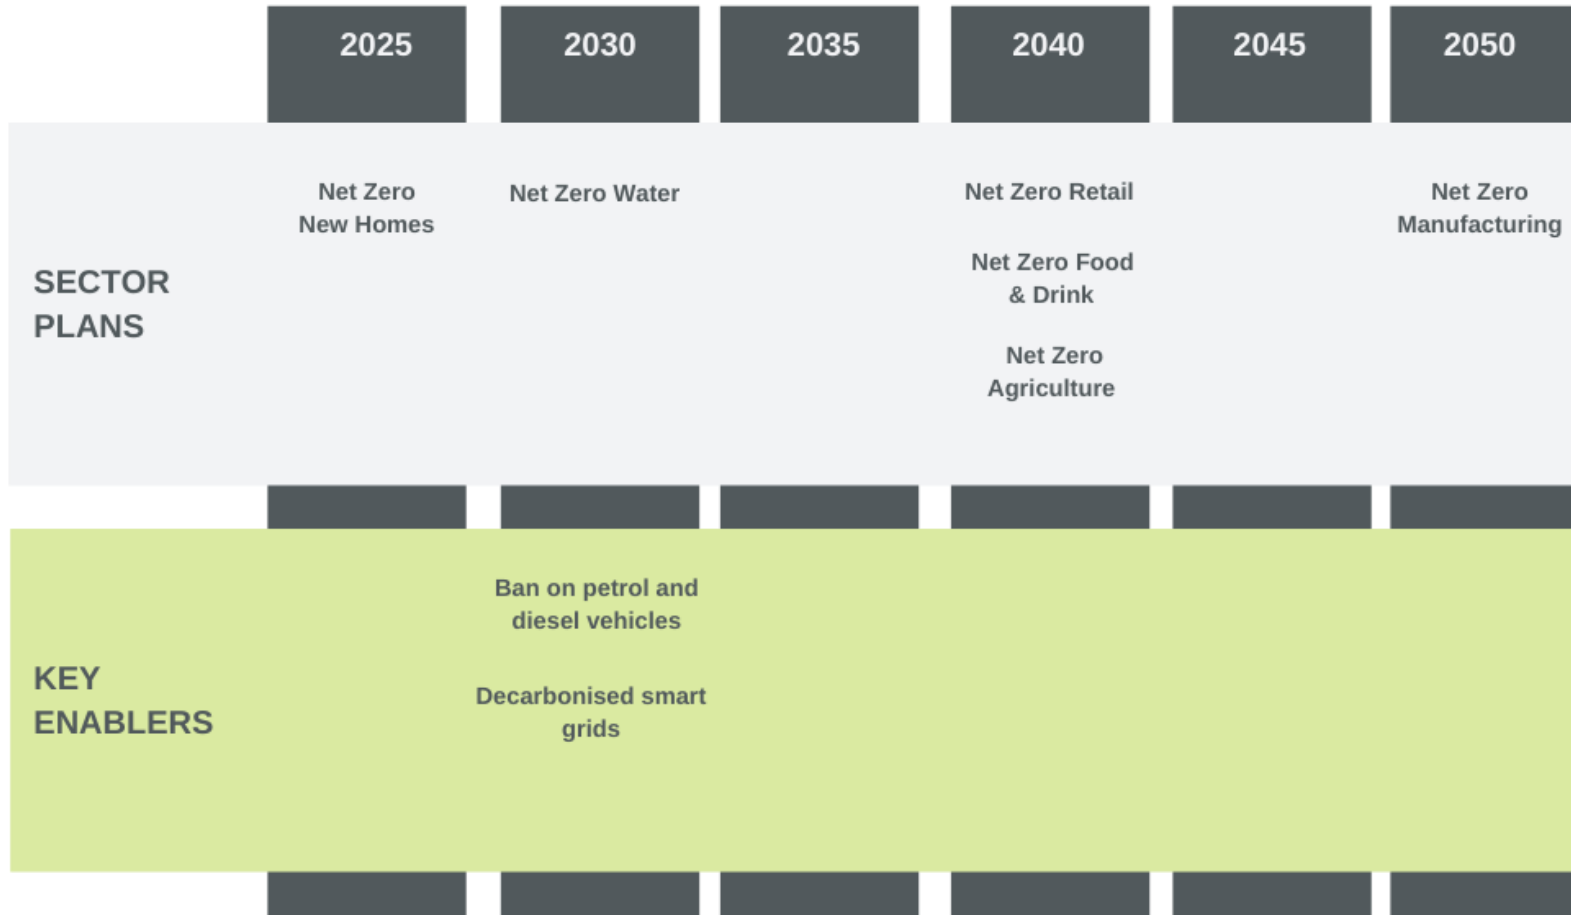 2025 2030 2035 2040 2045 2050
SECTOR
PLANS
Net Zero
New Homes
Net Zero Water
Net Zero Retail
Net Zero Food
& Drink
Net Zero
Agriculture
Net Zero
Manufacturing
KEY
ENABLERS
Ban on petrol and
diesel vehicles
Decarbonised smart
grids